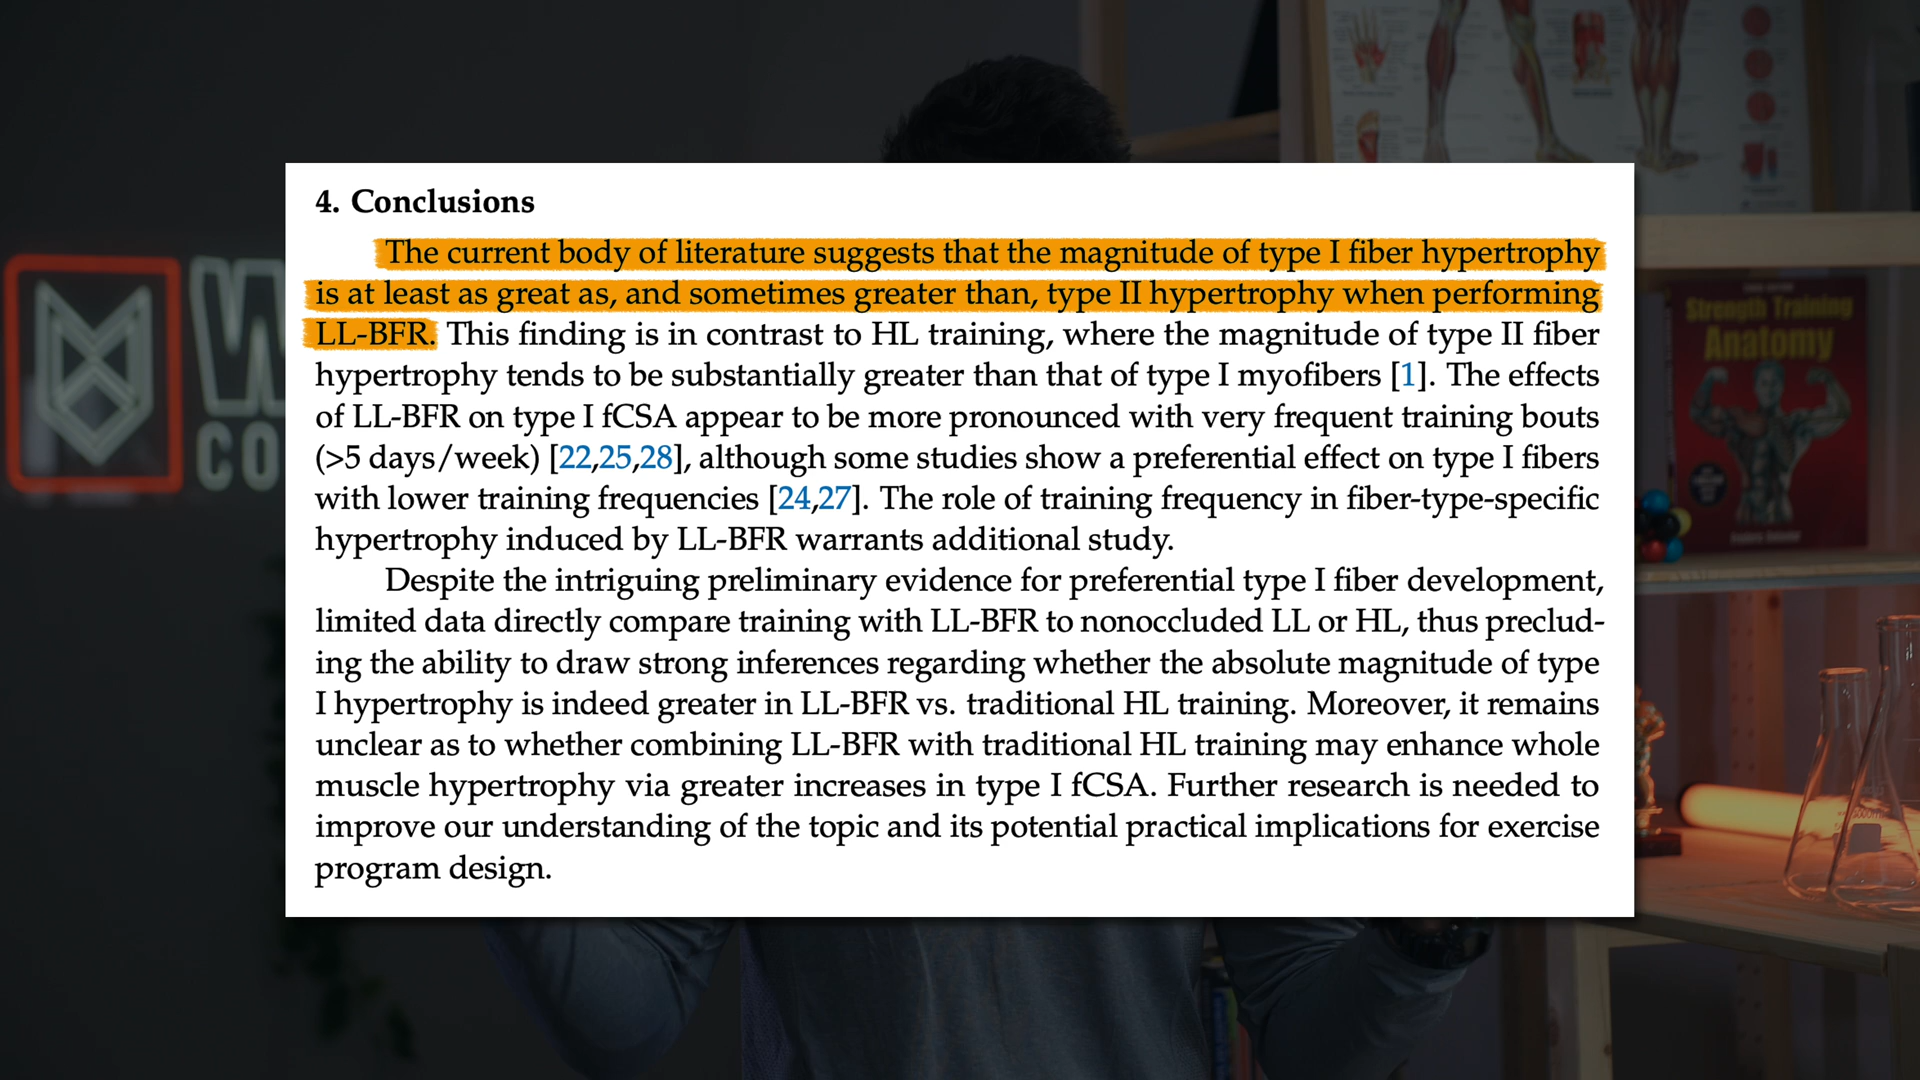 4. Conclusions
The current body of literature suggests that the magnitude of type I fiber hypertrophy
is at least as great as, and sometimes greater than, type II hypertrophy when performing
LL-BFR. This finding is in contrast to HL training, where the magnitude of type II fiber
hypertrophy tends to be substantially greater than that of type I myofibers [1]. The effects
of LL-BFR on type I fCSA appear to be more pronounced with very frequent training bouts
(>5 days/week) [22,25,28], although some studies show a preferential effect on type I fibers
with lower training frequencies [24,27]. The role of training frequency in fiber-type-specific
hypertrophy induced by LL-BFR warrants additional study.
Despite the intriguing preliminary evidence for preferential type I fiber development,
limited data directly compare training with LL-BFR to nonoccluded LL or HL, thus preclud-
ing the ability to draw strong inferences regarding whether the absolute magnitude of type
I hypertrophy is indeed greater in LL-BFR vs. traditional HL training. Moreover, it remains
unclear as to whether combining LL-BFR with traditional HL training may enhance whole
muscle hypertrophy via greater increases in type I fCSA. Further research is needed to
improve our understanding of the topic and its potential practical implications for exercise
program design.
W
CO
Strength Training
Anatomy